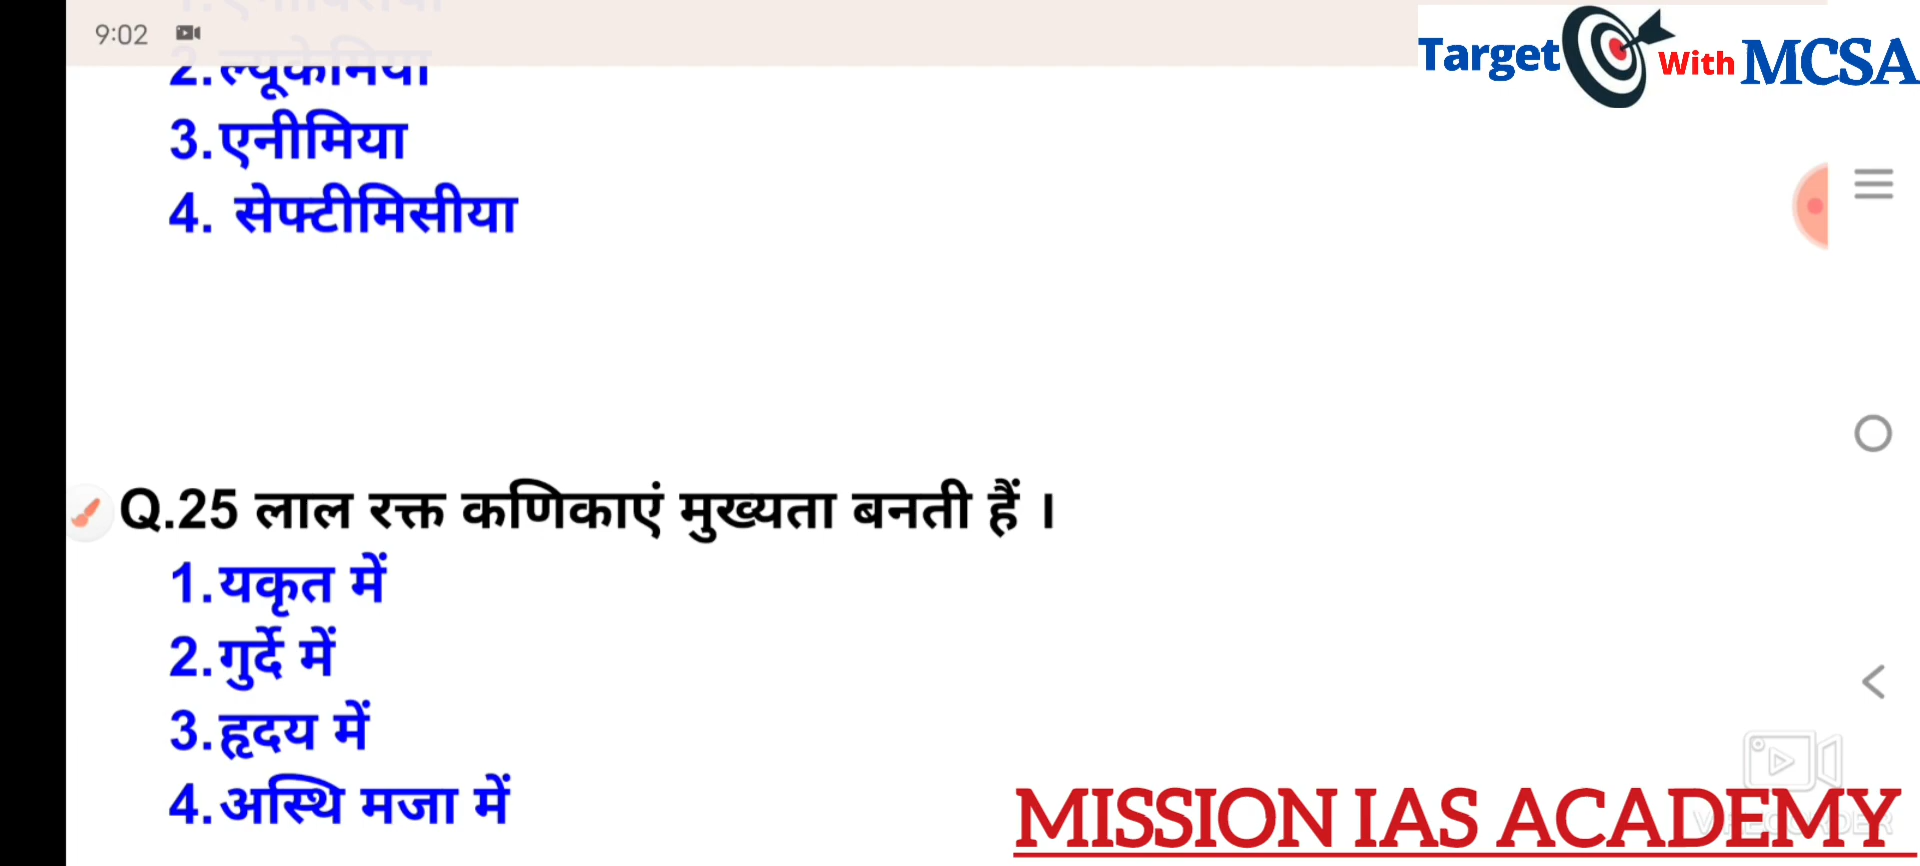 9:02
Target With MCSA
2.ल्यूकेमिया
3.एनीमिया
4. सेफ्टीमिसीया
Q.25 लाल रक्त कणिकाएं मुख्यता बनती हैं ।
1.यकृत में
2.गुर्दे में
3.हृदय में
4.अस्थि मजा में
MISSION IAS ACADEMY